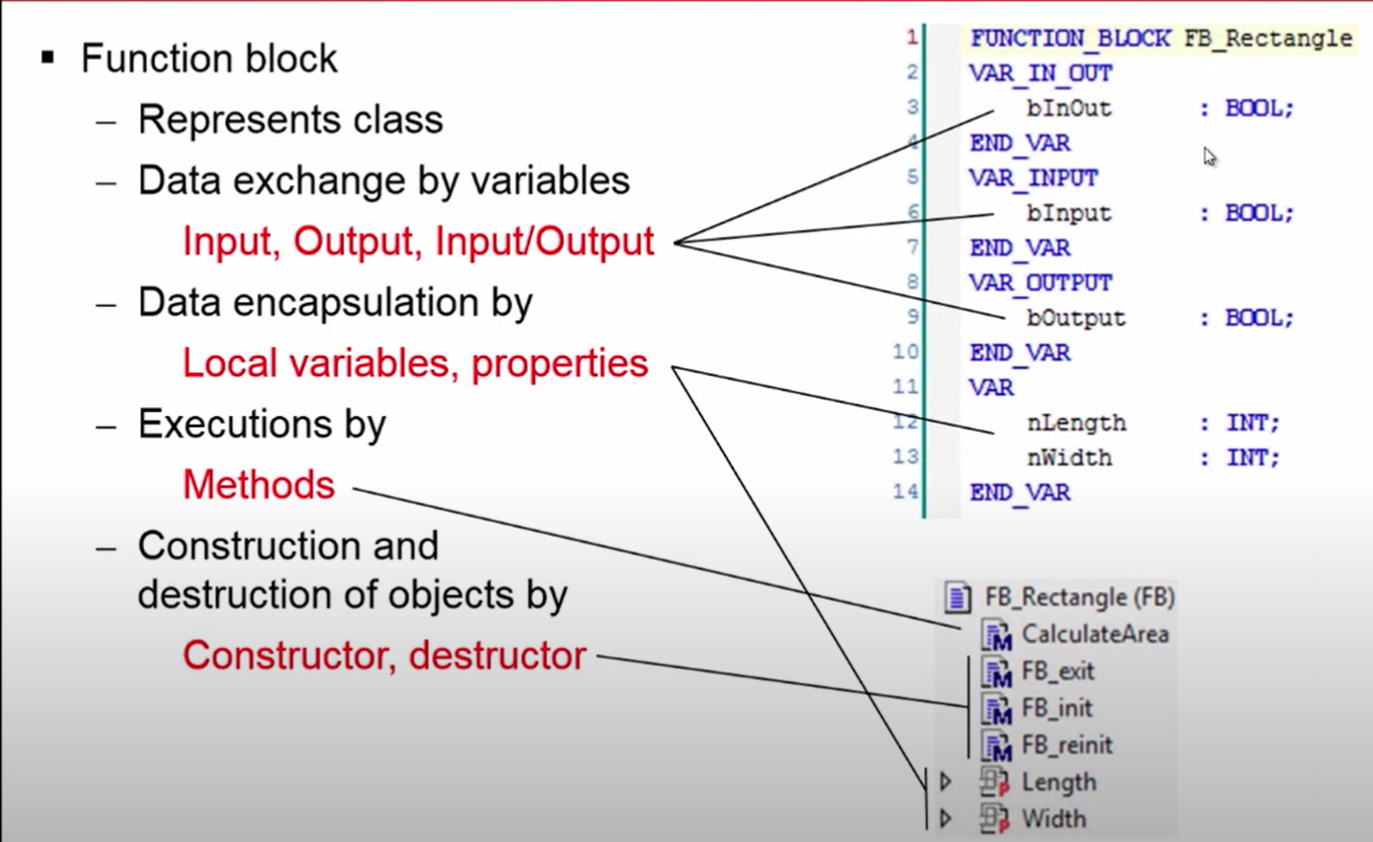 ▪ Function block
– Represents class
– Data exchange by variables
Input, Output, Input/Output
– Data encapsulation by
Local variables, properties
– Executions by
Methods
– Construction and
destruction of objects by
Constructor, destructor
1 FUNCTION_BLOCK FB_Rectangle
2 VAR_IN_OUT
3 bInOut : BOOL;
4 END_VAR
5 VAR_INPUT
6 bInput : BOOL;
7 END_VAR
8 VAR_OUTPUT
9 bOutput : BOOL;
10 END_VAR
11 VAR
12 nLength : INT;
13 nWidth : INT;
14 END_VAR
FB_Rectangle (FB)
M CalculateArea
M FB_exit
M FB_init
M FB_reinit
P Length
P Width